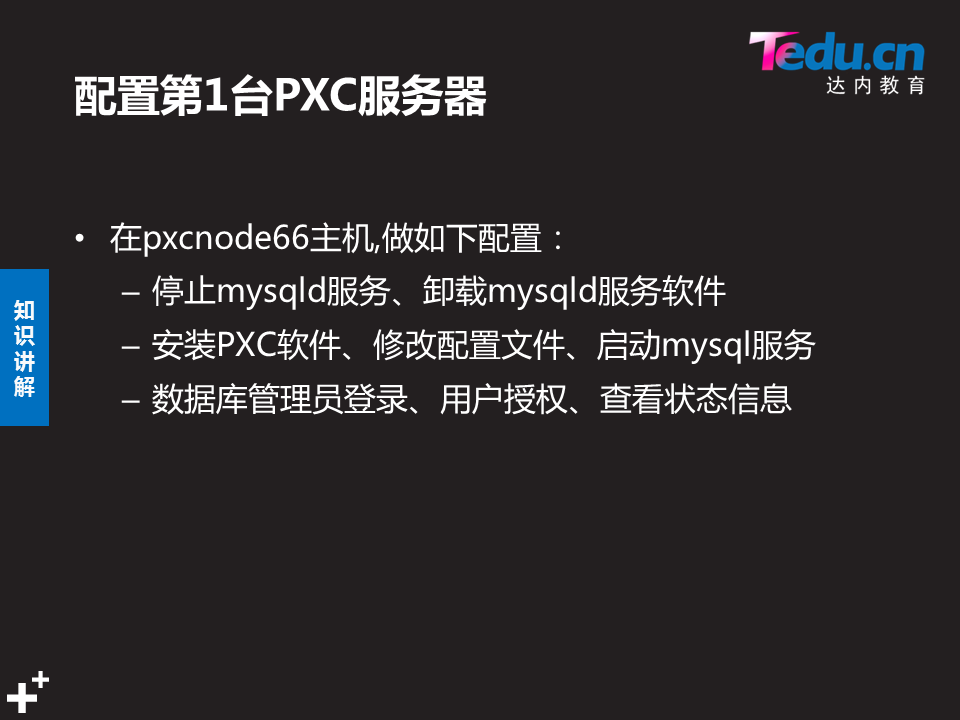 Tedu.cn
达内教育
配置第1台PXC服务器
• 在pxcnode66主机,做如下配置：
– 停止mysqld服务、卸载mysqld服务软件
– 安装PXC软件、修改配置文件、启动mysql服务
– 数据库管理员登录、用户授权、查看状态信息
知
识
讲
解